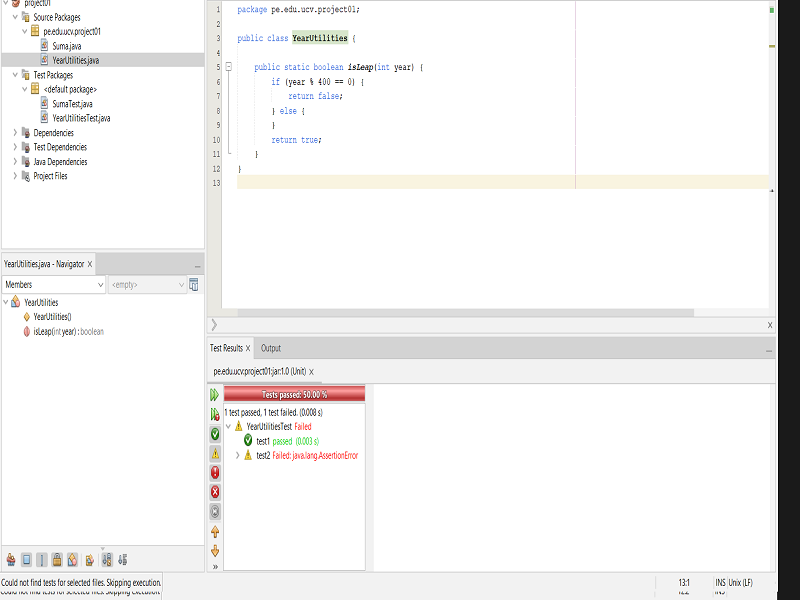 project01
Source Packages
pe.edu.ucv.project01
Suma.java
YearUtilities.java
Test Packages
<default package>
SumaTest.java
YearUtilitiesTest.java
Dependencies
Test Dependencies
Java Dependencies
Project Files
1 package pe.edu.ucv.project01;
2
3 public class YearUtilities {
4
5 public static boolean isLeap(int year) {
6 if (year % 400 == 0) {
7 return false;
8 } else {
9 }
10 return true;
11 }
12 }
13
YearUtilities.java - Navigator
Members <empty>
YearUtilities
YearUtilities()
isLeap(int year) : boolean
Test Results Output
pe.edu.ucv:project01:jar:1.0 (Unit)
Tests passed: 50.00 %
1 test passed, 1 test failed. (0.008 s)
YearUtilitiesTest Failed
test1 passed (0.003 s)
test2 Failed: java.lang.AssertionError
Could not find tests for selected files. Skipping execution.
13:1 INS Unix (LF)